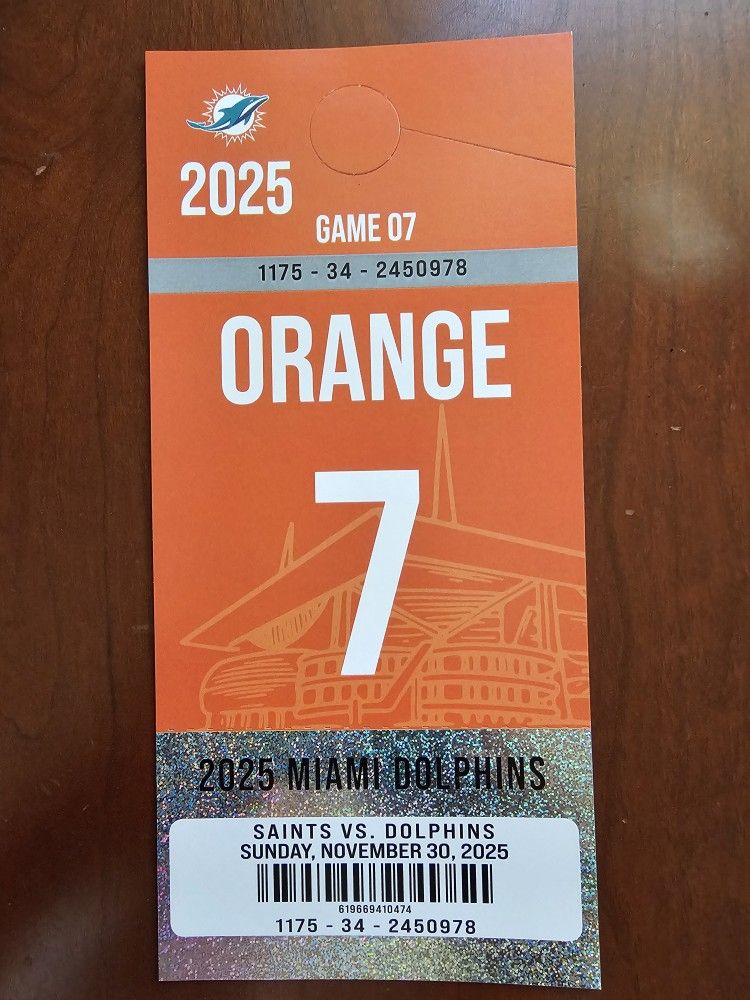 2025
GAME 07
1175 - 34 - 2450978
ORANGE
7
2025 MIAMI DOLPHINS
SAINTS VS. DOLPHINS
SUNDAY, NOVEMBER 30, 2025
619669410474
1175 - 34 - 2450978